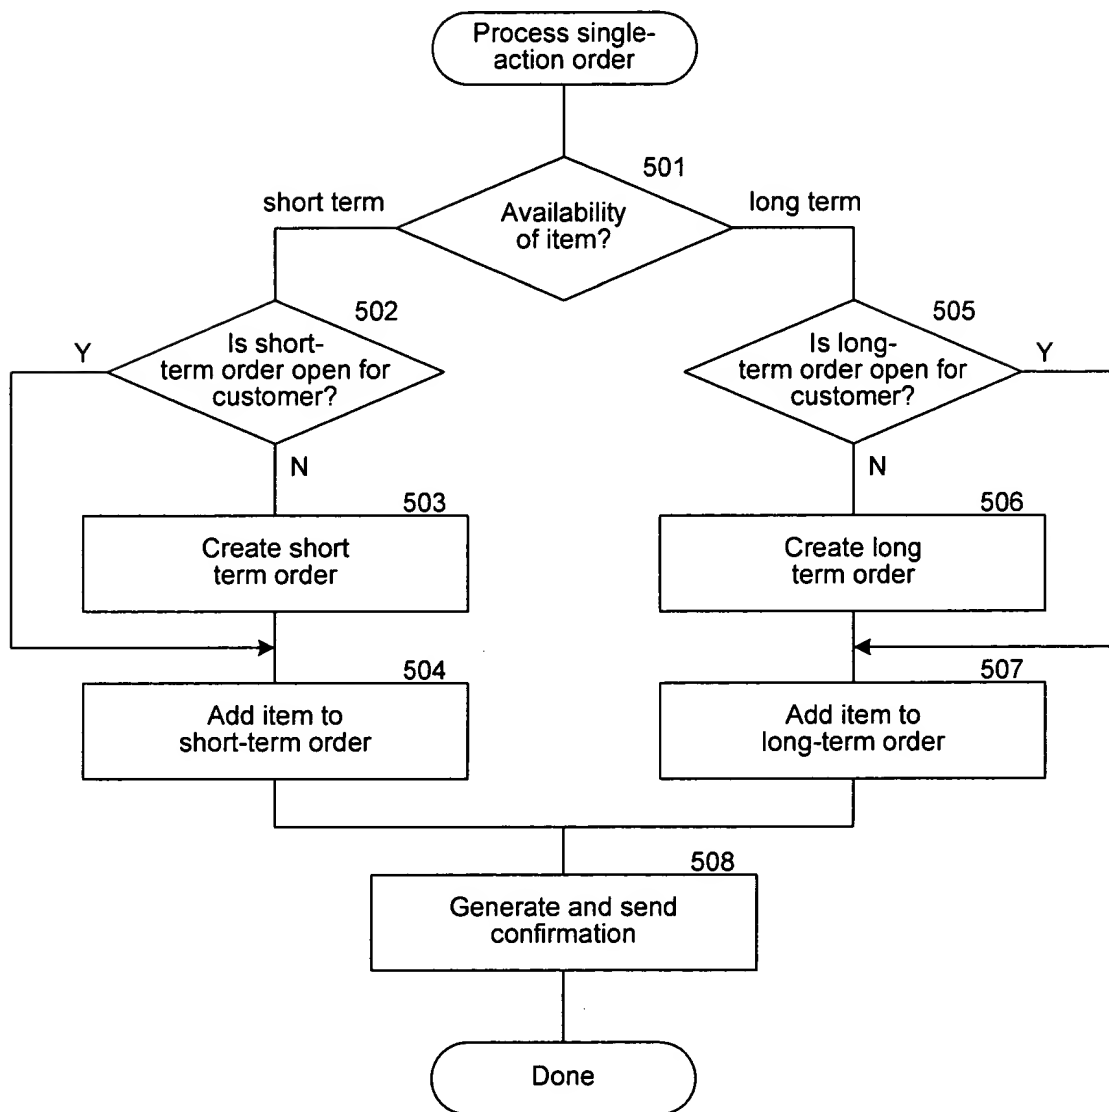 Process single-
action order
501
short term
long term
Availability
of item?
502
505
Y
Is short-
term order open for
customer?
Is long-
term order open for
customer?
Y
N
N
503
506
Create short
term order
Create long
term order
504
507
Add item to
short-term order
Add item to
long-term order
508
Generate and send
confirmation
Done